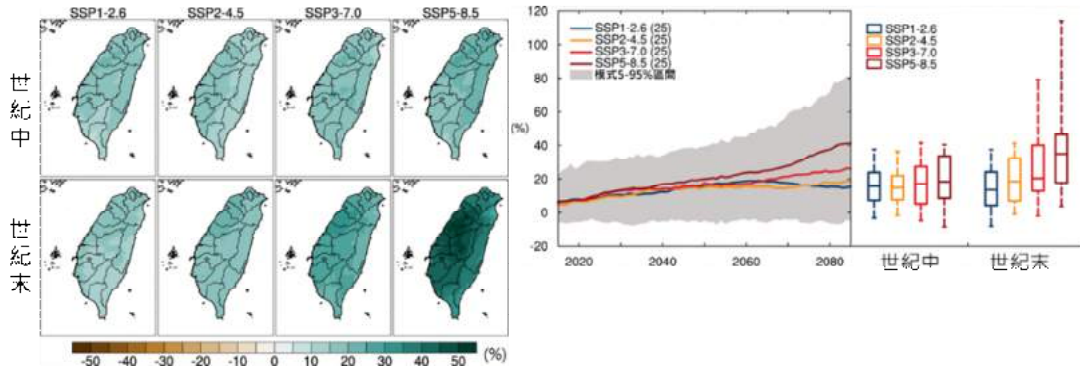 SSP1-2.6 SSP2-4.5 SSP3-7.0 SSP5-8.5
世紀中
世紀末
-50 -40 -30 -20 -10 0 10 20 30 40 50 (%)
120
100
80
60
40
20
0
-20
(%)
SSP1-2.6 (25)
SSP2-4.5 (25)
SSP3-7.0 (25)
SSP5-8.5 (25)
模式5-95%區間
2020 2040 2060 2080
SSP1-2.6
SSP2-4.5
SSP3-7.0
SSP5-8.5
世紀中 世紀末